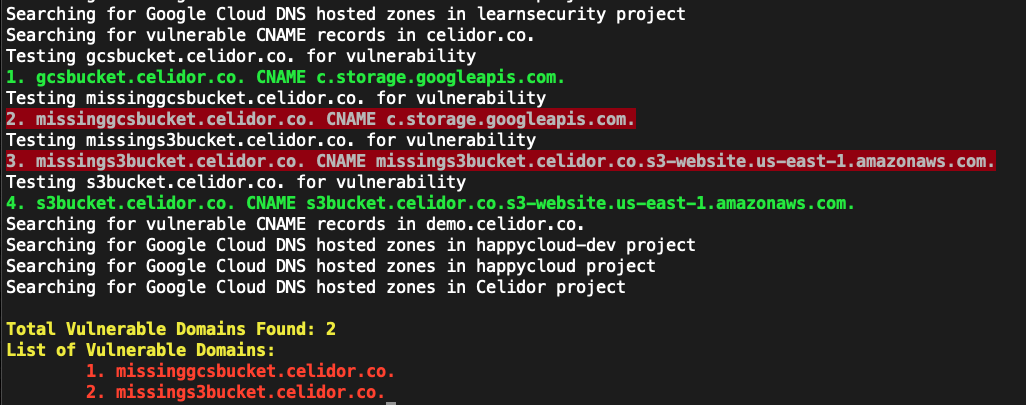 Searching for Google Cloud DNS hosted zones in learnsecurity project
Searching for vulnerable CNAME records in celidor.co.
Testing gcsbucket.celidor.co. for vulnerability
1. gcsbucket.celidor.co. CNAME c.storage.googleapis.com.
Testing missinggcsbucket.celidor.co. for vulnerability
2. missinggcsbucket.celidor.co. CNAME c.storage.googleapis.com.
Testing missings3bucket.celidor.co. for vulnerability
3. missings3bucket.celidor.co. CNAME missings3bucket.celidor.co.s3-website.us-east-1.amazonaws.com.
Testing s3bucket.celidor.co. for vulnerability
4. s3bucket.celidor.co. CNAME s3bucket.celidor.co.s3-website.us-east-1.amazonaws.com.
Searching for vulnerable CNAME records in demo.celidor.co.
Searching for Google Cloud DNS hosted zones in happycloud-dev project
Searching for Google Cloud DNS hosted zones in happycloud project
Searching for Google Cloud DNS hosted zones in Celidor project
Total Vulnerable Domains Found: 2
List of Vulnerable Domains:
1. missinggcsbucket.celidor.co.
2. missings3bucket.celidor.co.